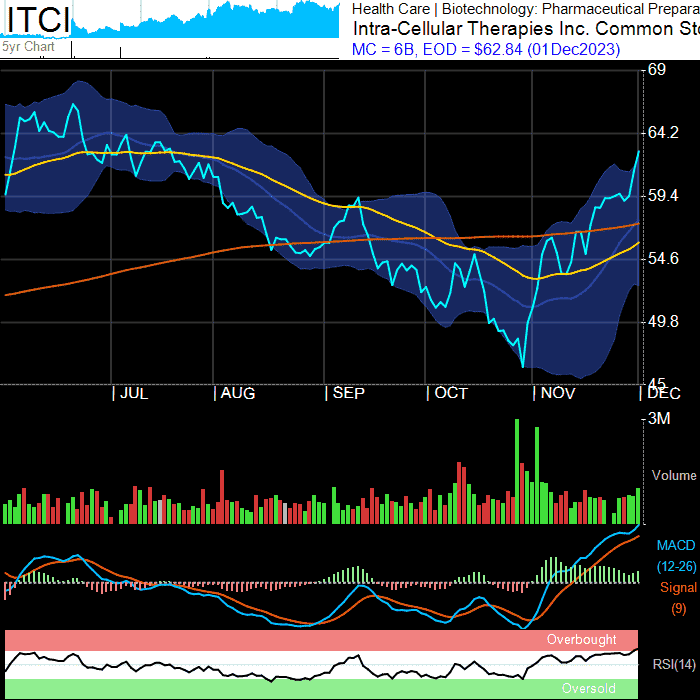 ITCI
5yr Chart
Health Care | Biotechnology: Pharmaceutical Prepara
Intra-Cellular Therapies Inc. Common Sto
MC = 6B, EOD = $62.84 (01Dec2023)
69
64.2
59.4
54.6
49.8
45
JUL AUG SEP OCT NOV DEC
3M
Volume
MACD
(12-26)
Signal
(9)
Overbought
RSI(14)
Oversold